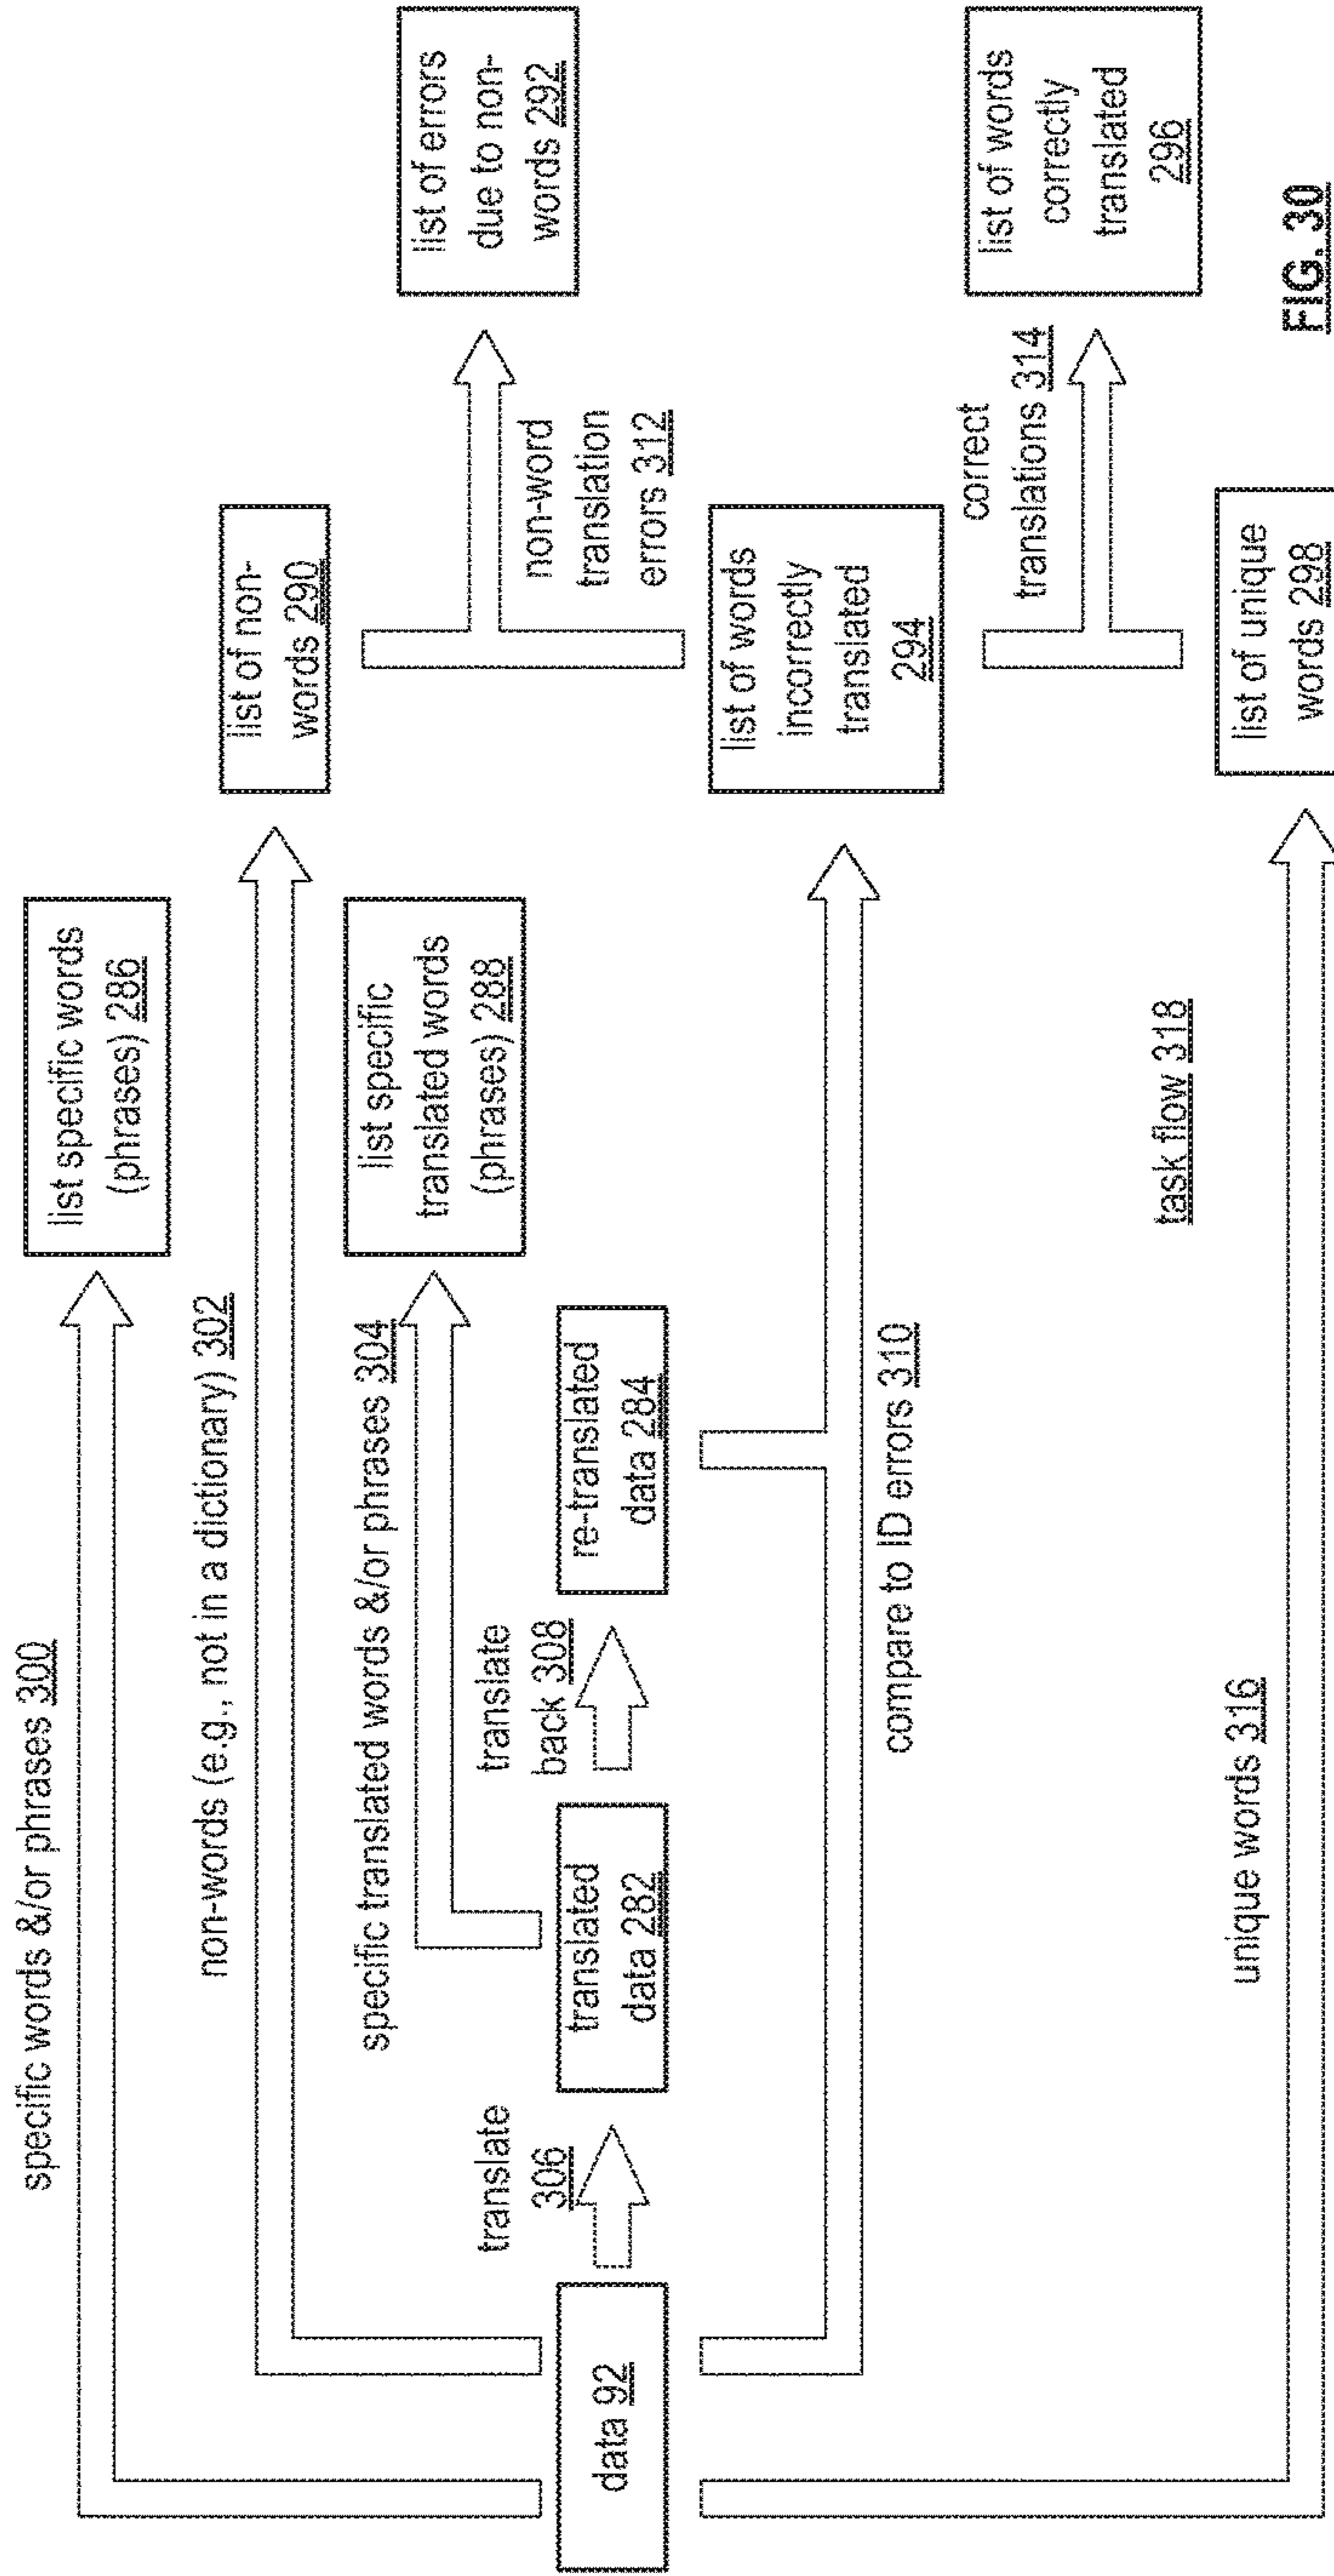 specific words &/or phrases 300
list specific words
(phrases) 286
non-words (e.g., not in a dictionary) 302
list of non-
words 290
list of errors
due to non-
words 292
specific translated words &/or phrases 304
list specific
translated words
(phrases) 288
non-word
translation
errors 312
translate
306
translate
back 308
data 92
translated
data 282
re-translated
data 284
list of words
incorrectly
translated
294
compare to ID errors 310
correct
translations 314
list of words
correctly
translated
296
task flow 318
unique words 316
list of unique
words 298
FIG. 30